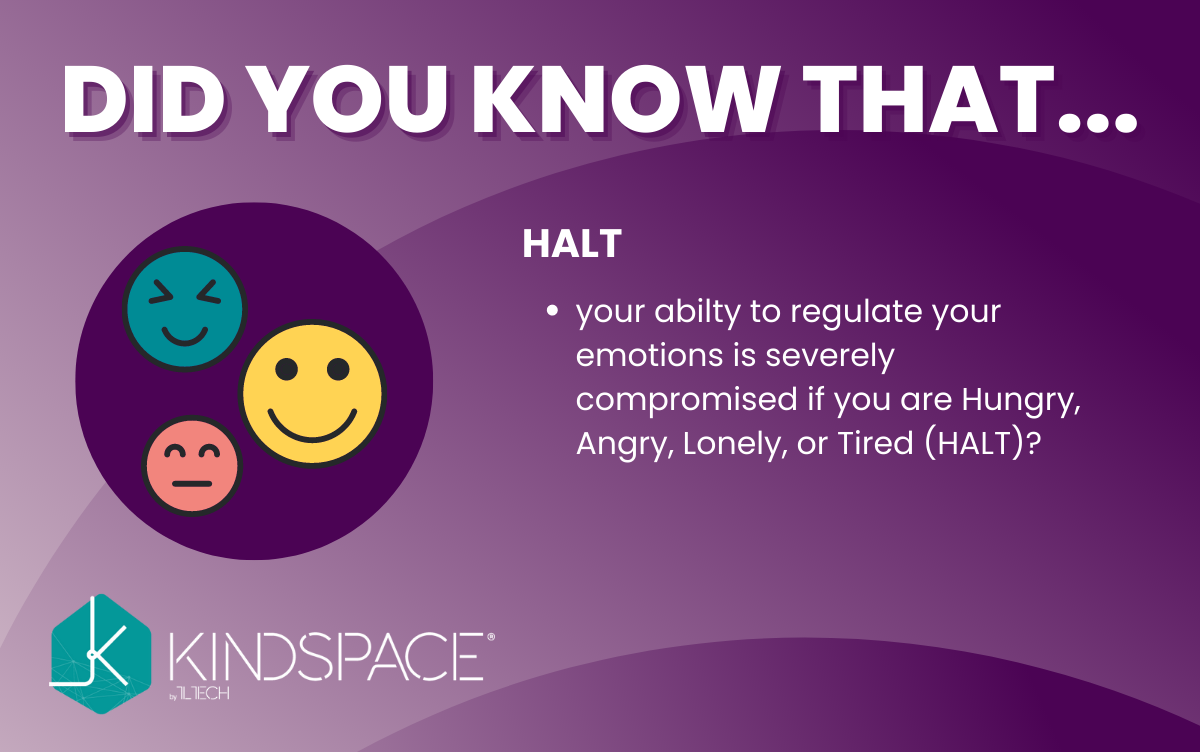 DID YOU KNOW THAT...
HALT
• your abilty to regulate your
emotions is severely
compromised if you are Hungry,
Angry, Lonely, or Tired (HALT)?
KINDSPACE®
by 1L1TECH